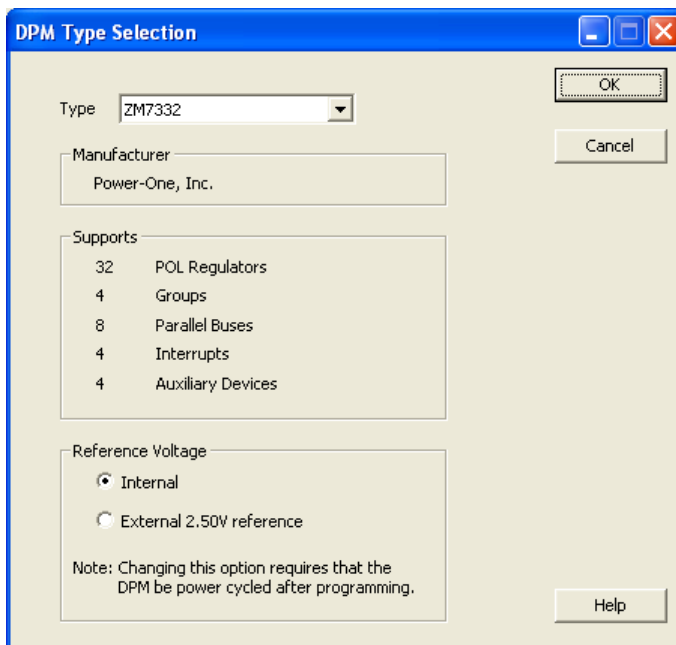 DPM Type Selection
OK
Type ZM7332
Cancel
Manufacturer
Power-One, Inc.
Supports
32 POL Regulators
4 Groups
8 Parallel Buses
4 Interrupts
4 Auxiliary Devices
Reference Voltage
Internal
External 2.50V reference
Note: Changing this option requires that the
DPM be power cycled after programming.
Help